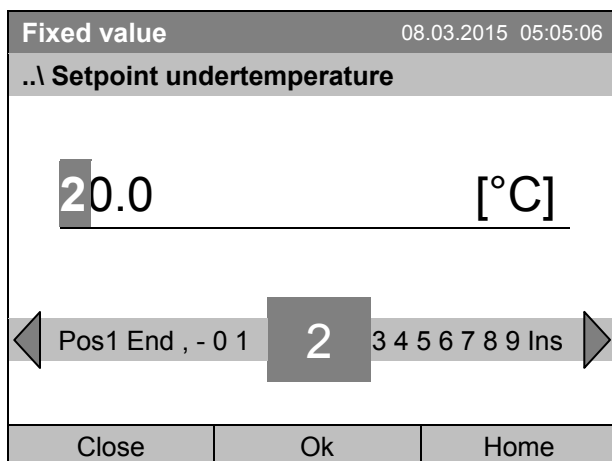 Fixed value 08.03.2015 05:05:06
..\ Setpoint undertemperature
20.0 [°C]
Pos1 End , - 0 1 2 3 4 5 6 7 8 9 Ins
Close Ok Home